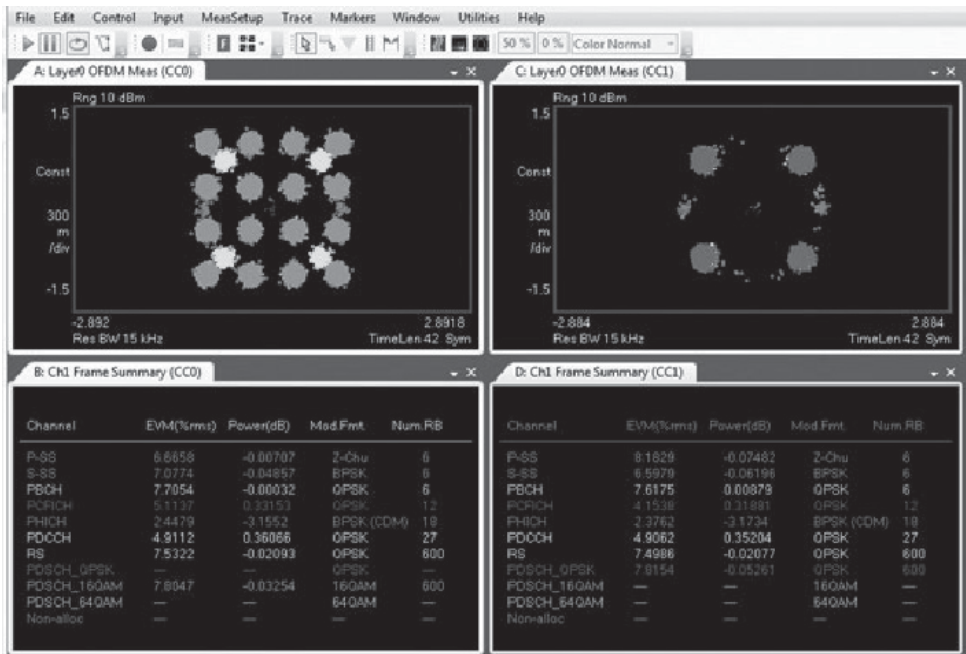 File Edit Control Input MeasSetup Trace Markers Window Utilities Help
50 % 0 % Color Normal
A: Layer0 OFDM Meas (CC0)
Rng 10 dBm
1.5
Const
300
m
/div
-1.5
-2.892 2.8918
Res BW 15 kHz TimeLen 42 Sym
C: Layer0 OFDM Meas (CC1)
Rng 10 dBm
1.5
Const
300
m
/div
-1.5
-2.884 2.884
Res BW 15 kHz TimeLen 42 Sym
B: Ch1 Frame Summary (CC0)
Channel EVM(%rms) Power(dB) Mod.Fmt. Num.RB
P-SS 6.8658 -0.00707 Z-Chu 6
S-SS 7.0774 -0.04857 BPSK 6
PBCH 7.7054 -0.00032 QPSK 6
PCFICH 5.1137 0.33153 QPSK 12
PHICH 2.4479 -3.1552 BPSK (CDM) 18
PDCCH 4.9112 0.36066 QPSK 27
RS 7.5322 -0.02093 QPSK 600
PDSCH_QPSK — — QPSK —
PDSCH_16QAM 7.8047 -0.03254 16QAM 600
PDSCH_64QAM — — 64QAM —
Non-alloc — — — —
D: Ch1 Frame Summary (CC1)
Channel EVM(%rms) Power(dB) Mod.Fmt. Num.RB
P-SS 8.1829 -0.07482 Z-Chu 6
S-SS 6.5979 -0.06196 BPSK 6
PBCH 7.6175 0.00879 QPSK 6
PCFICH 4.1538 0.31881 QPSK 12
PHICH 2.3762 -3.1734 BPSK (CDM) 18
PDCCH 4.9062 0.35204 QPSK 27
RS 7.4986 -0.02077 QPSK 600
PDSCH_QPSK 7.8154 -0.05261 QPSK 600
PDSCH_16QAM — — 16QAM —
PDSCH_64QAM — — 64QAM —
Non-alloc — — — —